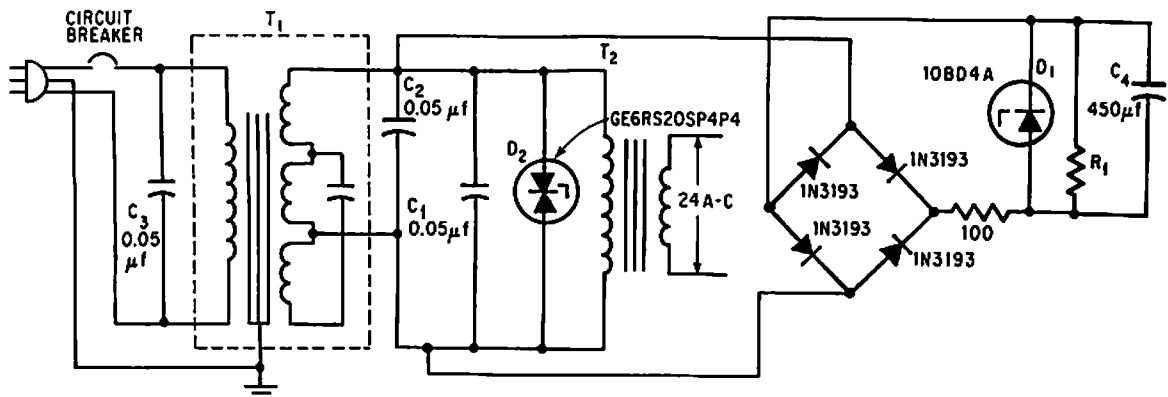 CIRCUIT
BREAKER
T1
C3
0.05
μf
C2
0.05 μf
C1
0.05μf
D2
GE6RS20SP4P4
T2
24A-C
1N3193
1N3193
1N3193
1N3193
100
10BD4A
D1
R1
C4
450μf